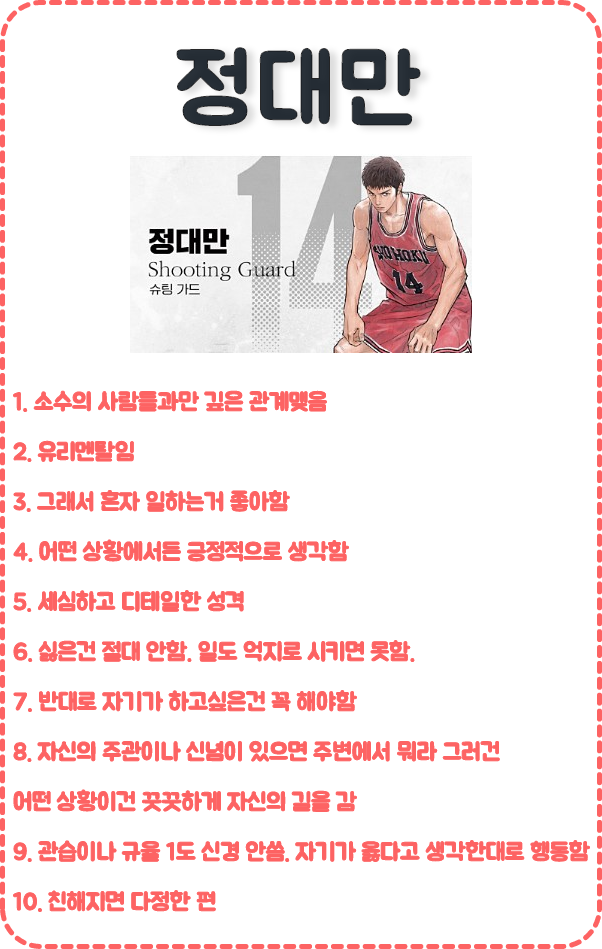 정대만
14
정대만
Shooting Guard
슈팅 가드
SHOHOKU
14
1. 소수의 사람들과만 깊은 관계맺음
2. 유리멘탈임
3. 그래서 혼자 일하는거 좋아함
4. 어떤 상황에서든 긍정적으로 생각함
5. 세심하고 디테일한 성격
6. 싫은건 절대 안함. 일도 억지로 시키면 못함.
7. 반대로 자기가 하고싶은건 꼭 해야함
8. 자신의 주관이나 신념이 있으면 주변에서 뭐라 그러건
어떤 상황이건 꿋꿋하게 자신의 길을 감
9. 관습이나 규율 1도 신경 안씀. 자기가 옳다고 생각한대로 행동함
10. 친해지면 다정한 편